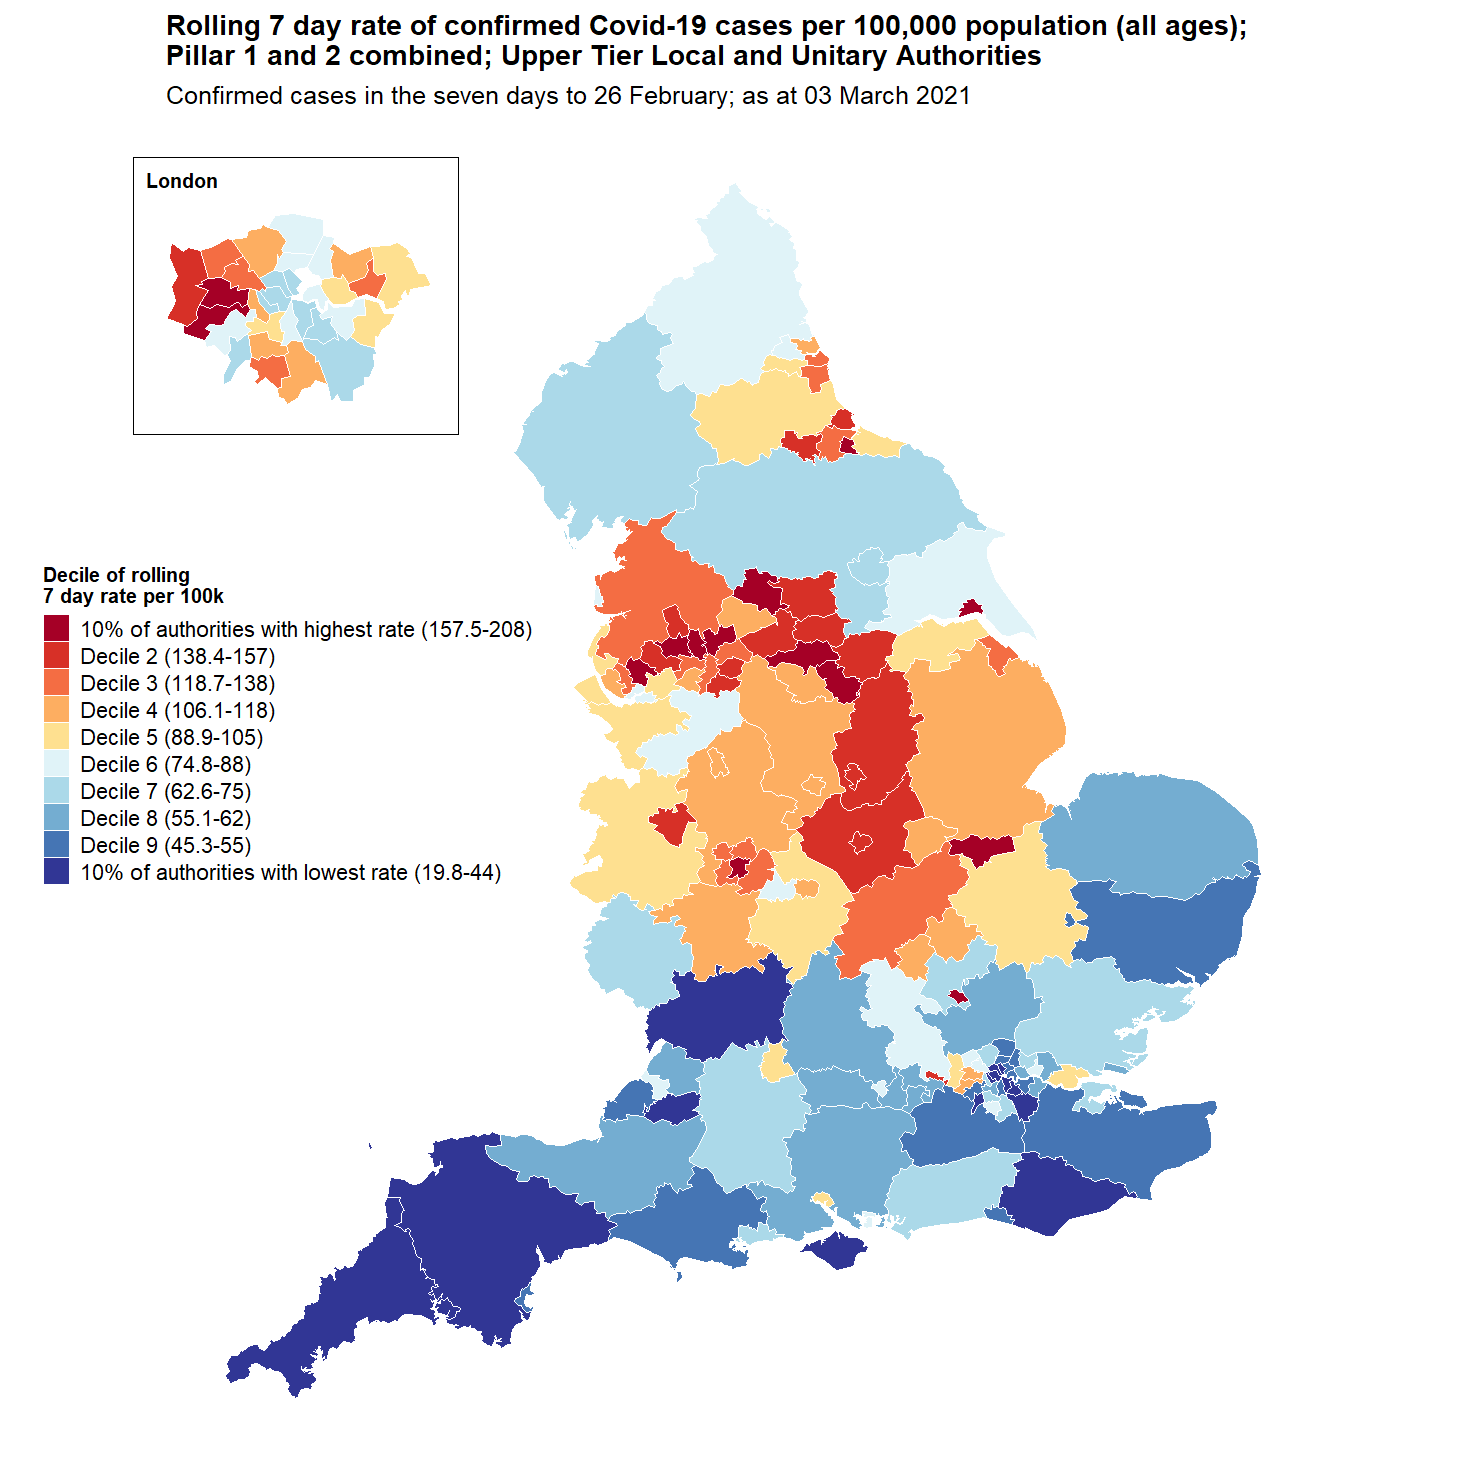 Rolling 7 day rate of confirmed Covid-19 cases per 100,000 population (all ages);
Pillar 1 and 2 combined; Upper Tier Local and Unitary Authorities
Confirmed cases in the seven days to 26 February; as at 03 March 2021
London
Decile of rolling
7 day rate per 100k
10% of authorities with highest rate (157.5-208)
Decile 2 (138.4-157)
Decile 3 (118.7-138)
Decile 4 (106.1-118)
Decile 5 (88.9-105)
Decile 6 (74.8-88)
Decile 7 (62.6-75)
Decile 8 (55.1-62)
Decile 9 (45.3-55)
10% of authorities with lowest rate (19.8-44)